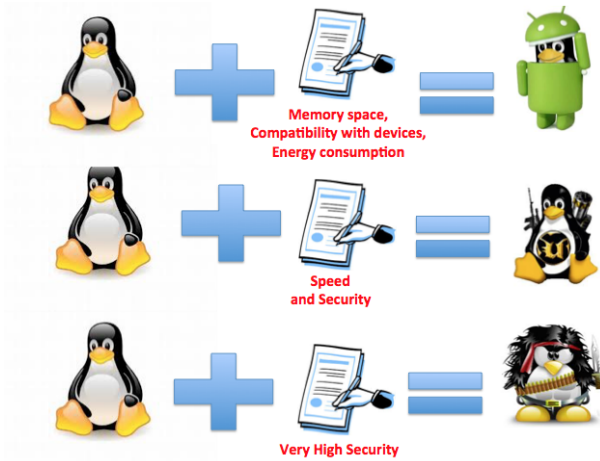 Memory space,
Compatibility with devices,
Energy consumption
Speed
and Security
Very High Security